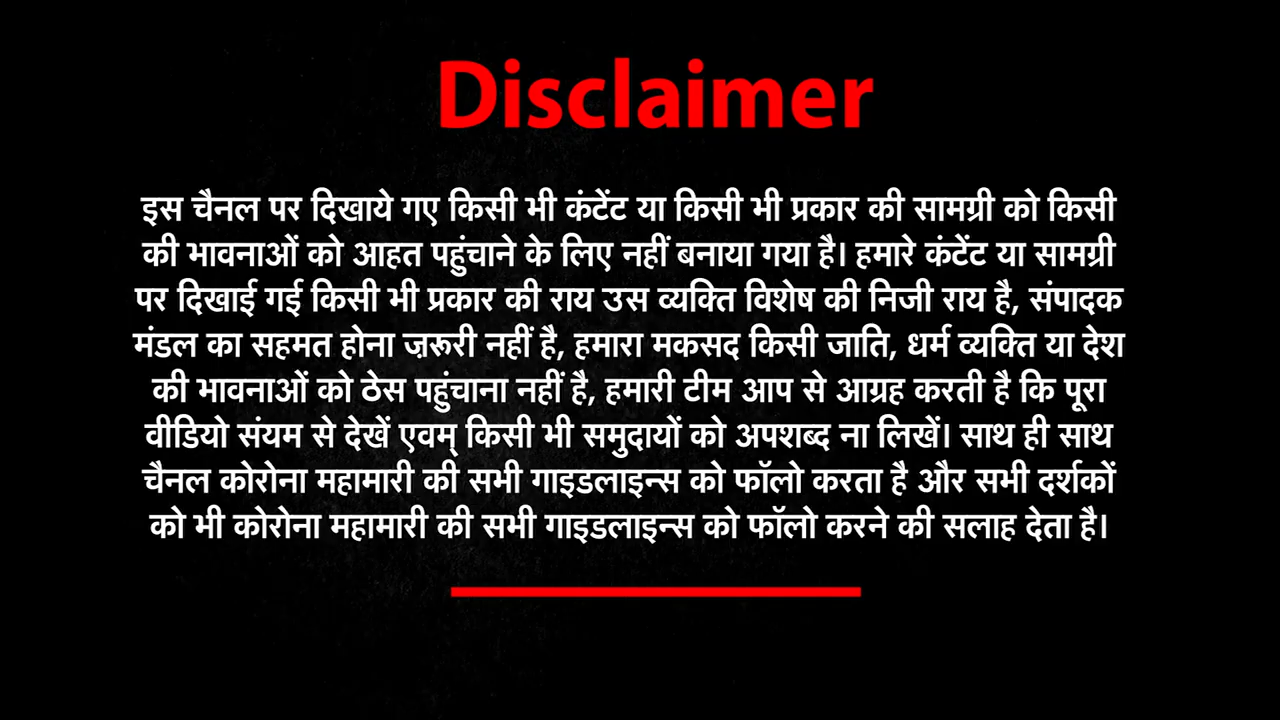 Disclaimer
इस चैनल पर दिखाये गए किसी भी कंटेंट या किसी भी प्रकार की सामग्री को किसी
की भावनाओं को आहत पहुंचाने के लिए नहीं बनाया गया है। हमारे कंटेंट या सामग्री
पर दिखाई गई किसी भी प्रकार की राय उस व्यक्ति विशेष की निजी राय है, संपादक
मंडल का सहमत होना ज़रूरी नहीं है, हमारा मकसद किसी जाति, धर्म व्यक्ति या देश
की भावनाओं को ठेस पहुंचाना नहीं है, हमारी टीम आप से आग्रह करती है कि पूरा
वीडियो संयम से देखें एवम् किसी भी समुदायों को अपशब्द ना लिखें। साथ ही साथ
चैनल कोरोना महामारी की सभी गाइडलाइन्स को फॉलो करता है और सभी दर्शकों
को भी कोरोना महामारी की सभी गाइडलाइन्स को फॉलो करने की सलाह देता है।